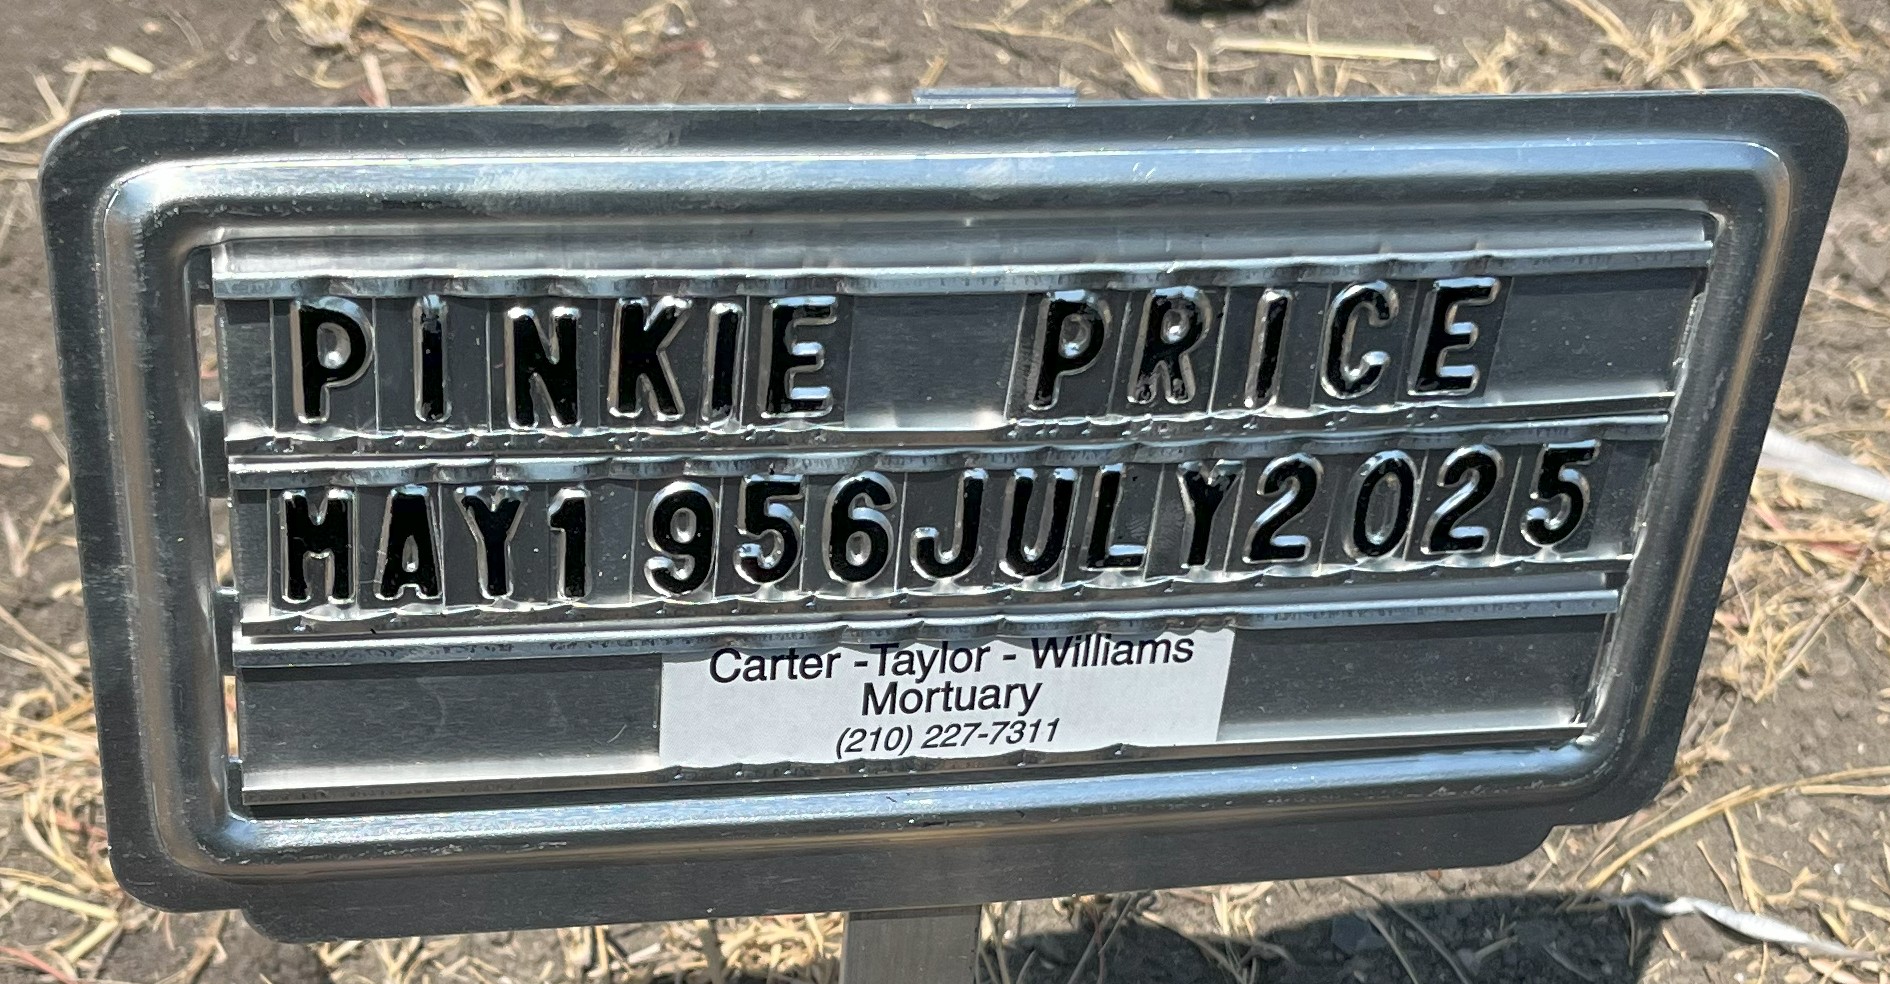 PINKIE PRICE
MAY1956JULY2025
Carter -Taylor - Williams
Mortuary
(210) 227-7311